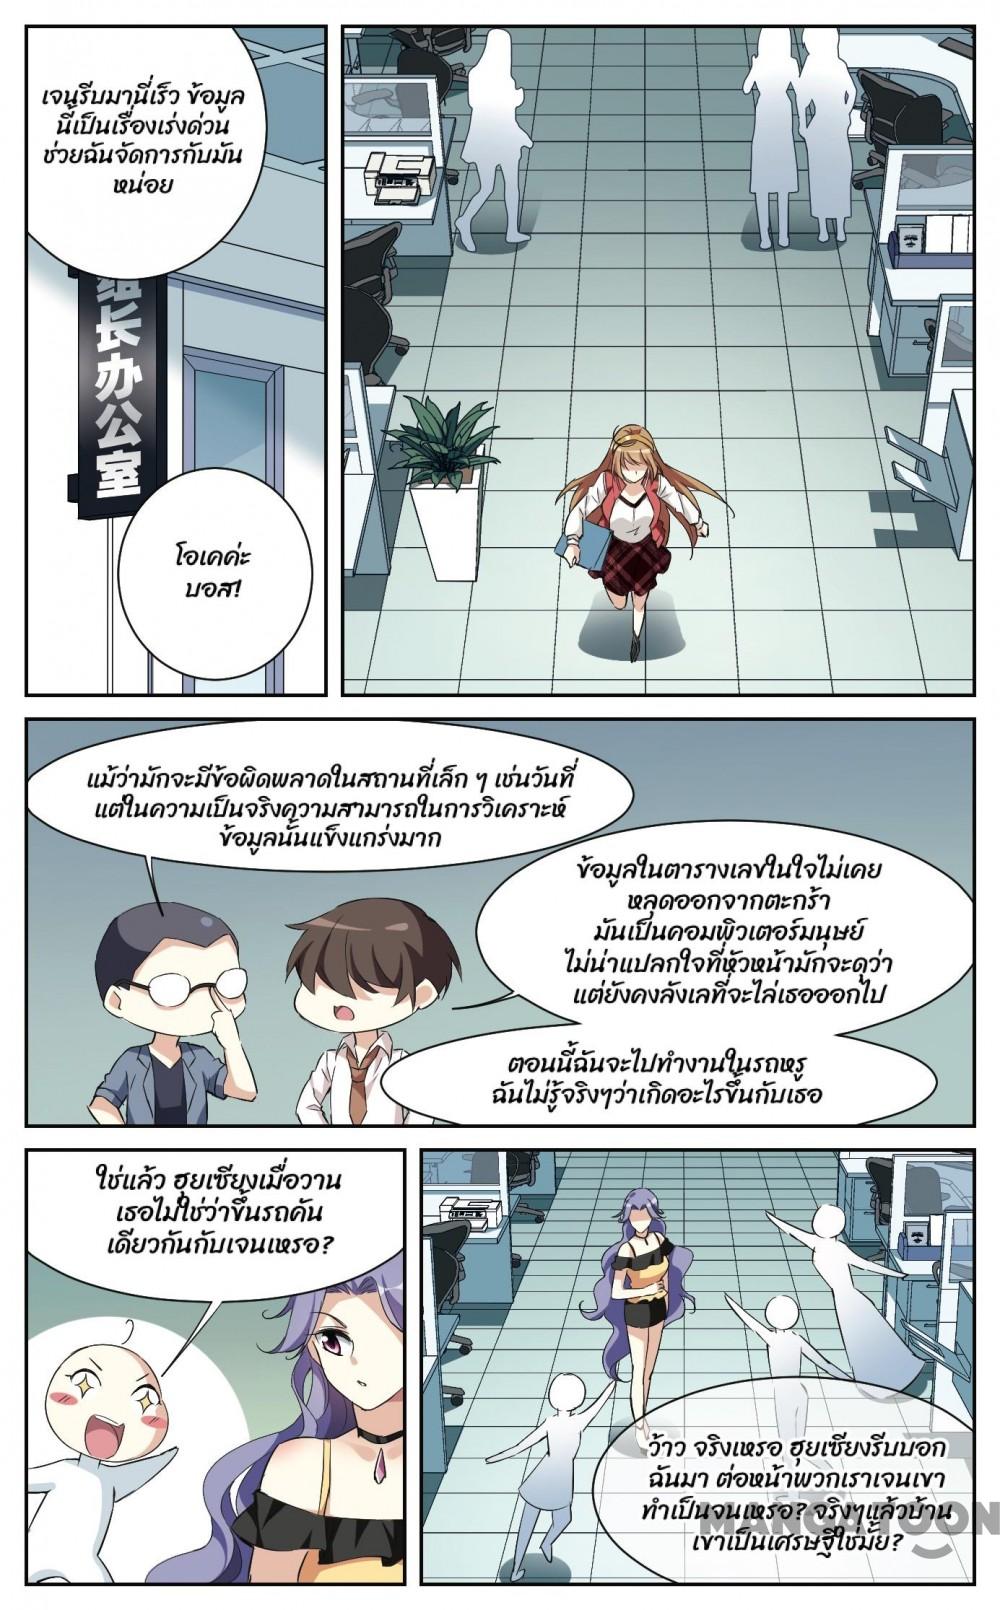 เจนรีบมานี่เร็ว ข้อมูล
นี้เป็นเรื่องเร่งด่วน
ช่วยฉันจัดการกับมัน
หน่อย
长办公室
โอเคค่ะ
บอส!
แม้ว่ามักจะมีข้อผิดพลาดในสถานที่เล็ก ๆ เช่นวันที่
แต่ในความเป็นจริงความสามารถในการวิเคราะห์
ข้อมูลนั้นแข็งแกร่งมาก
ข้อมูลในตารางเลขในใจไม่เคย
หลุดออกจากตะกร้า
มันเป็นคอมพิวเตอร์มนุษย์
ไม่น่าแปลกใจที่หัวหน้ามักจะดุว่า
แต่ยังคงลังเลที่จะไล่เธอออกไป
ตอนนี้ฉันจะไปทำงานในรถหรู
ฉันไม่รู้จริงๆว่าเกิดอะไรขึ้นกับเธอ
ใช่แล้ว ฮุยเซียงเมื่อวาน
เธอไม่ใช่ว่าขึ้นรถคัน
เดียวกันกับเจนเหรอ?
ว้าว จริงเหรอ ฮุยเซียงรีบบอก
ฉันมา ต่อหน้าพวกเราเจนเขา
ทำเป็นจนเหรอ? จริงๆแล้วบ้าน
เขาเป็นเศรษฐีใช่มั้ย?
MANGATOON